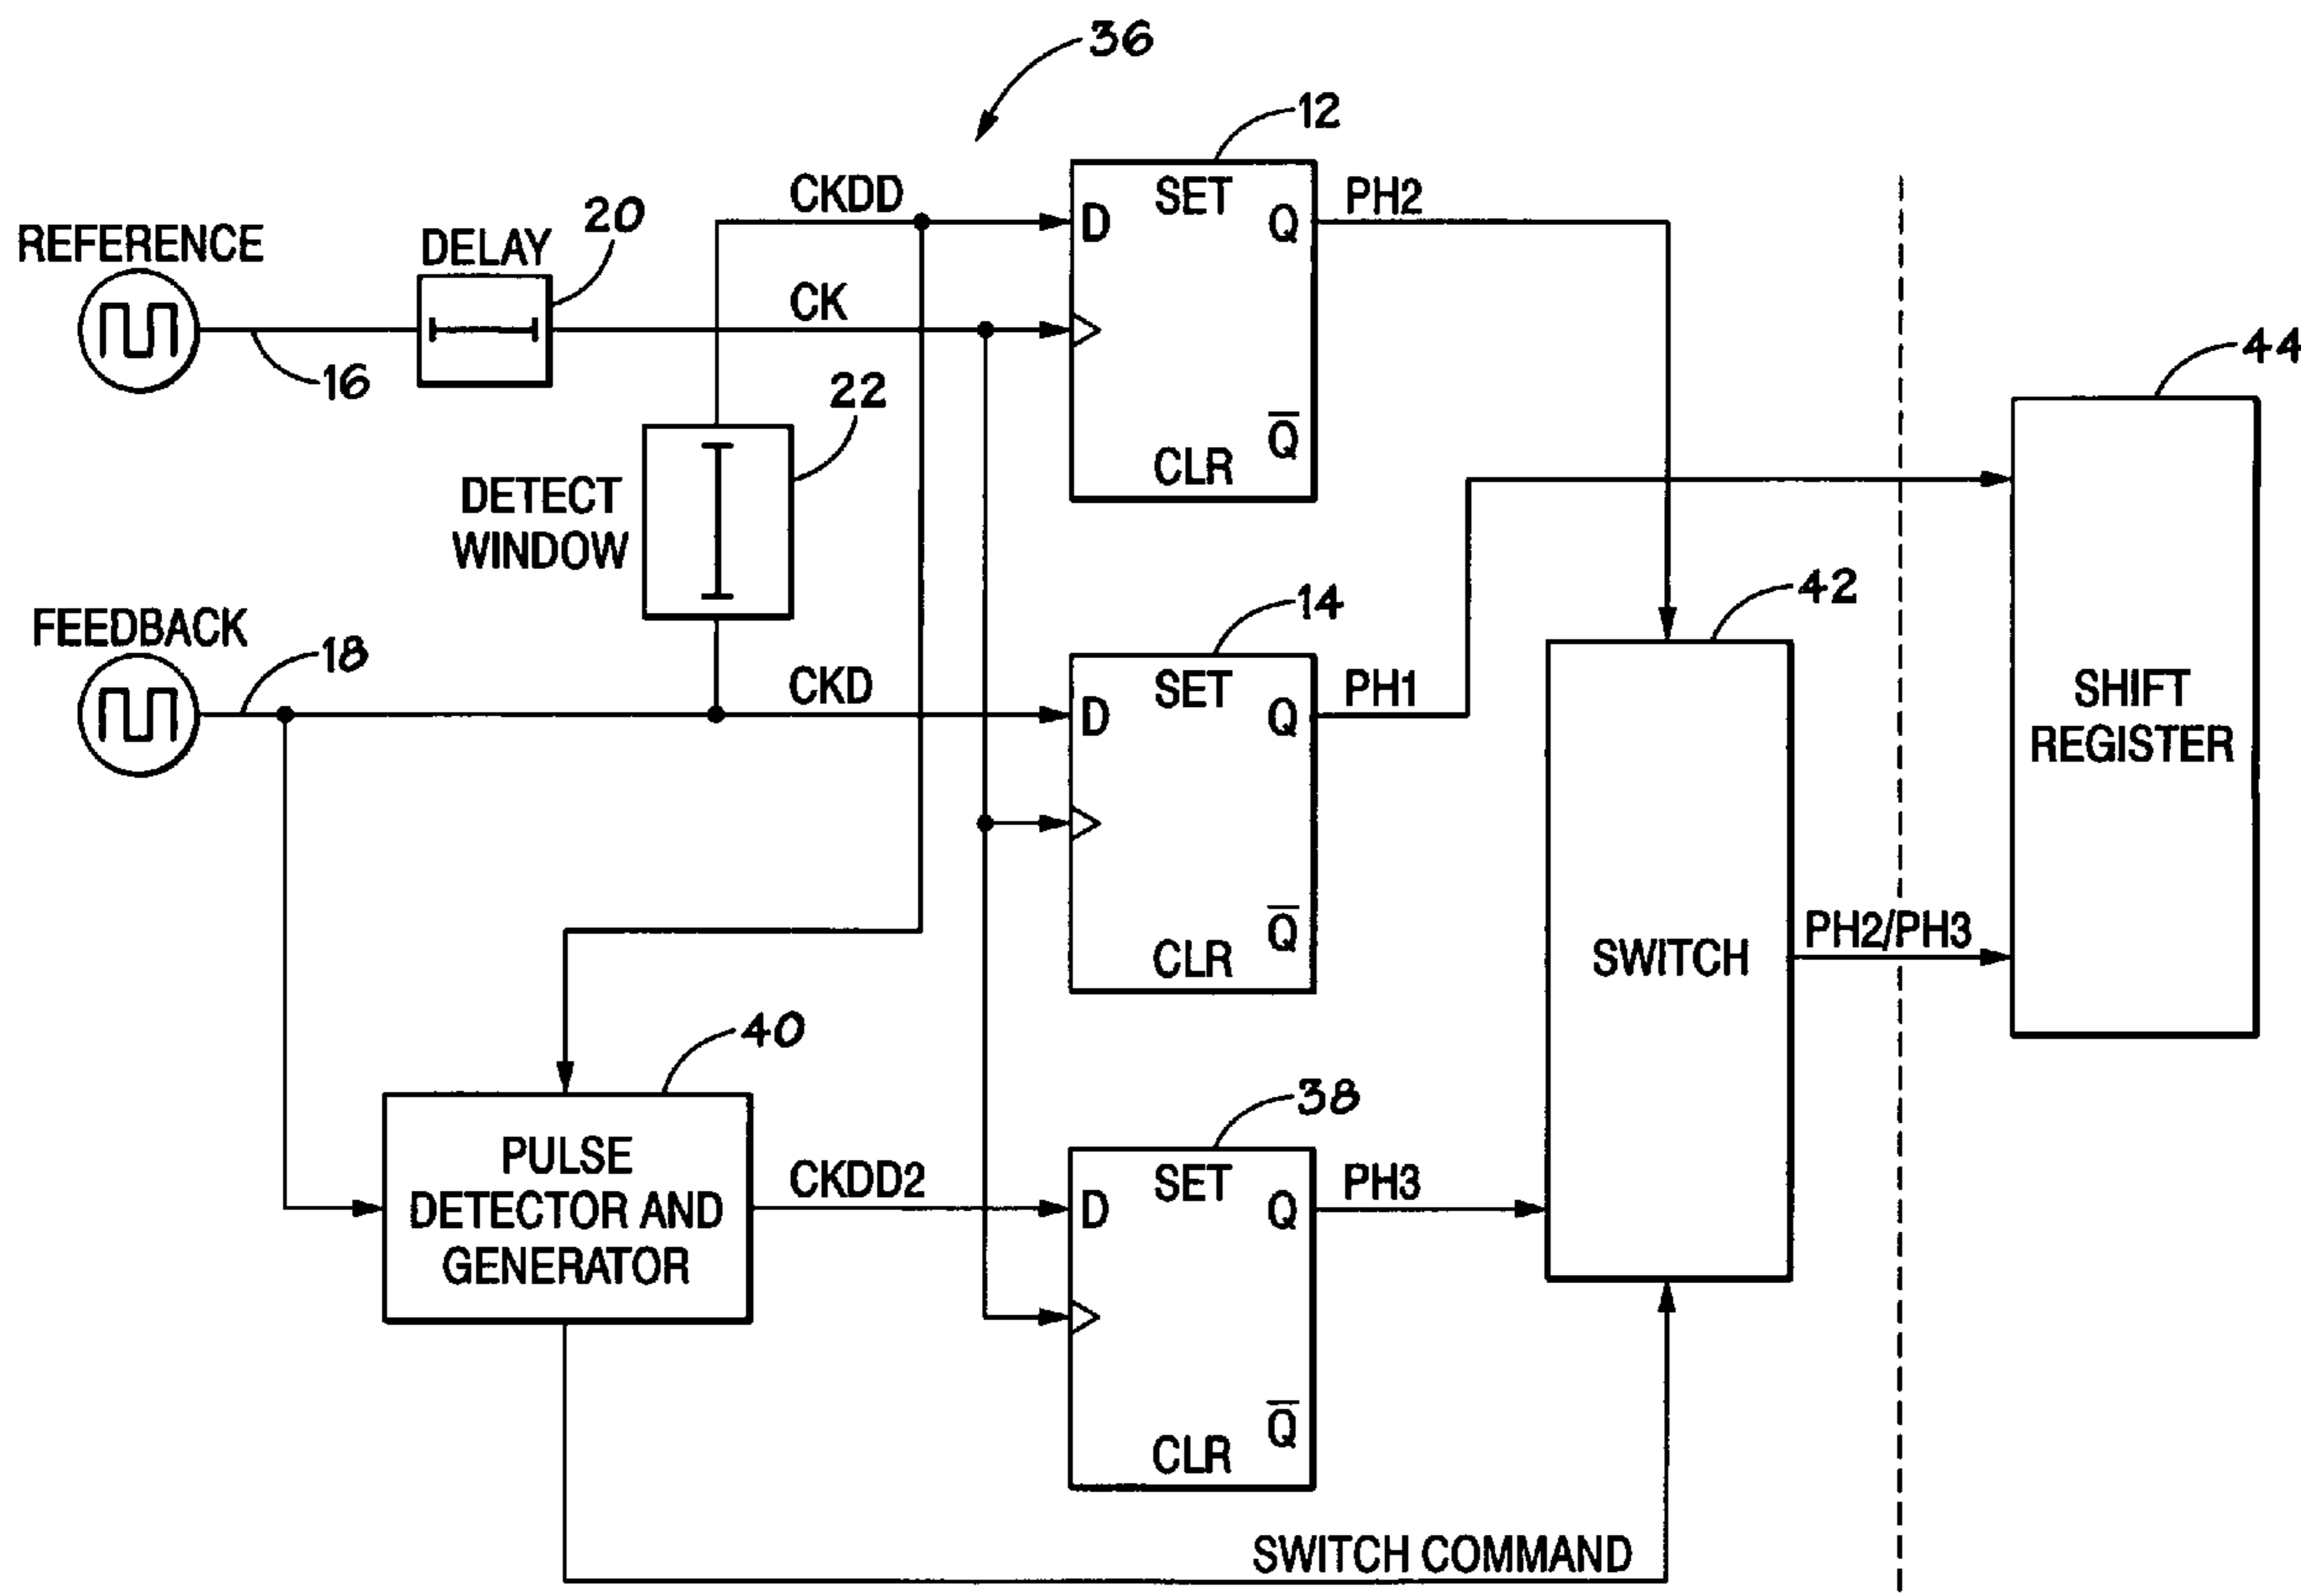 36
12
CKDD
SET
D
Q
PH2
20
REFERENCE
DELAY
CK
16
22
44
Q̅
CLR
DETECT
WINDOW
42
14
FEEDBACK
18
CKD
SET
D
Q
PH1
SHIFT
REGISTER
Q̅
CLR
SWITCH
PH2/PH3
40
38
PULSE
DETECTOR AND
GENERATOR
CKDD2
SET
D
Q
PH3
Q̅
CLR
SWITCH COMMAND